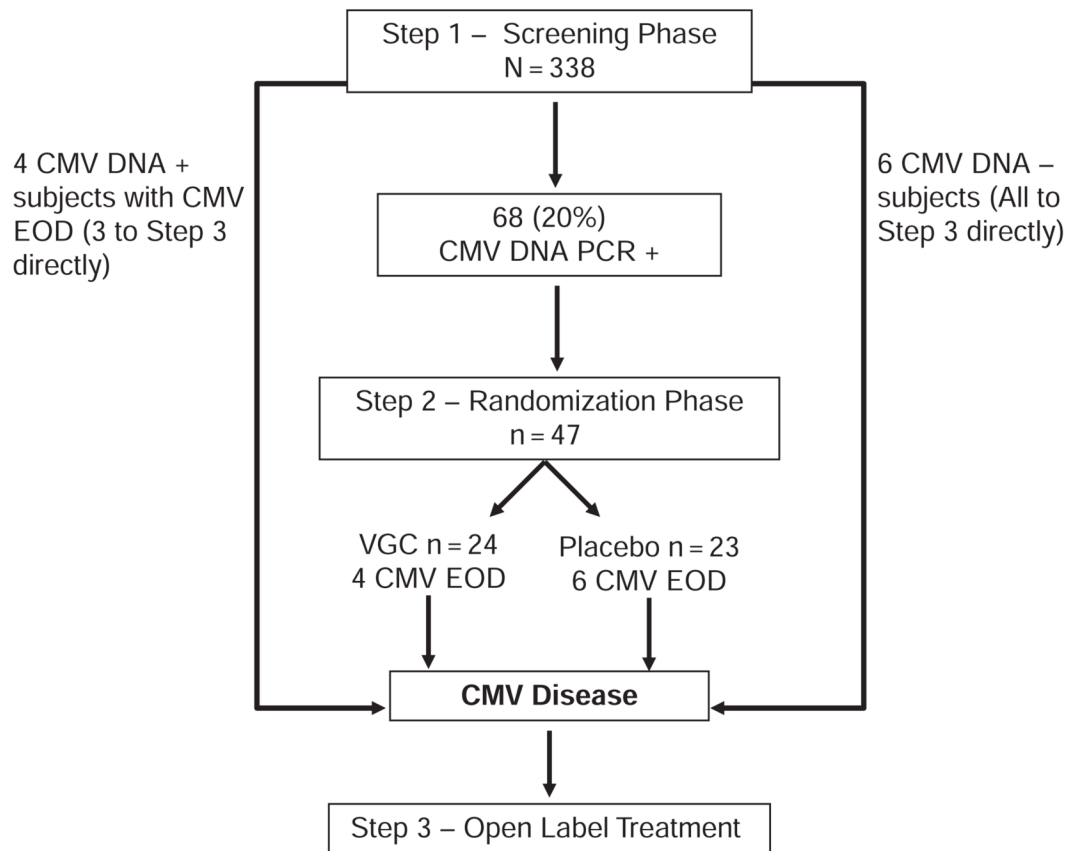 Step 1 – Screening Phase
N = 338
4 CMV DNA +
subjects with CMV
EOD (3 to Step 3
directly)
6 CMV DNA –
subjects (All to
Step 3 directly)
68 (20%)
CMV DNA PCR +
Step 2 – Randomization Phase
n = 47
VGC n = 24
4 CMV EOD
Placebo n = 23
6 CMV EOD
CMV Disease
Step 3 – Open Label Treatment